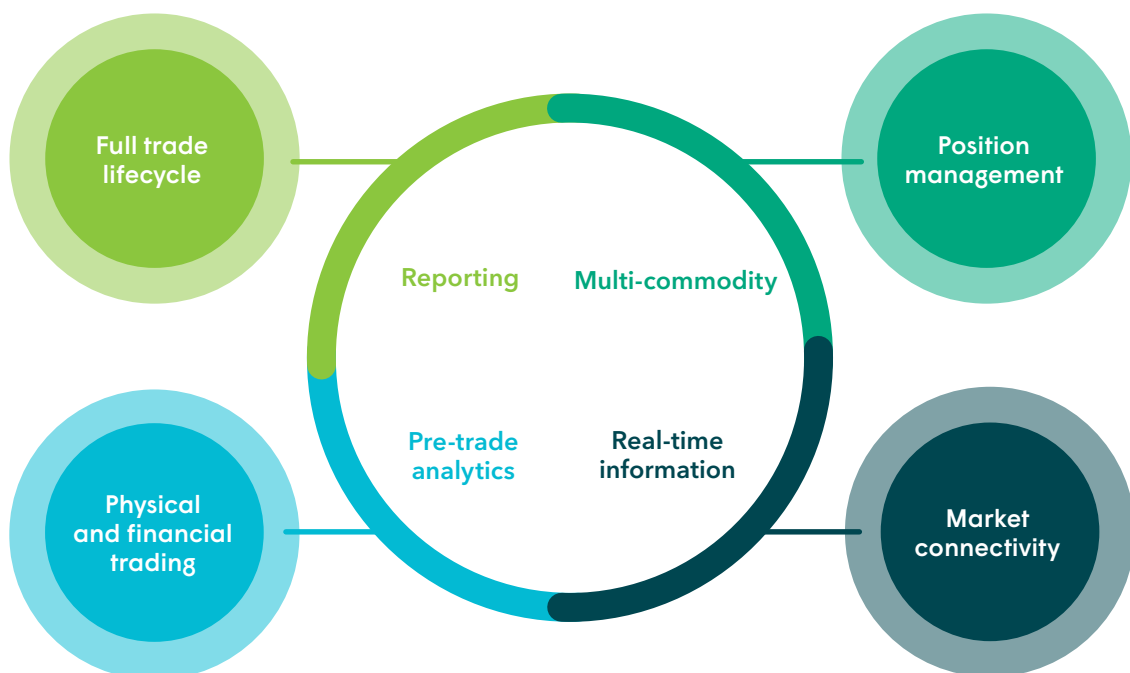 Full trade
lifecycle
Position
management
Reporting
Multi-commodity
Pre-trade
analytics
Real-time
information
Physical
and financial
trading
Market
connectivity